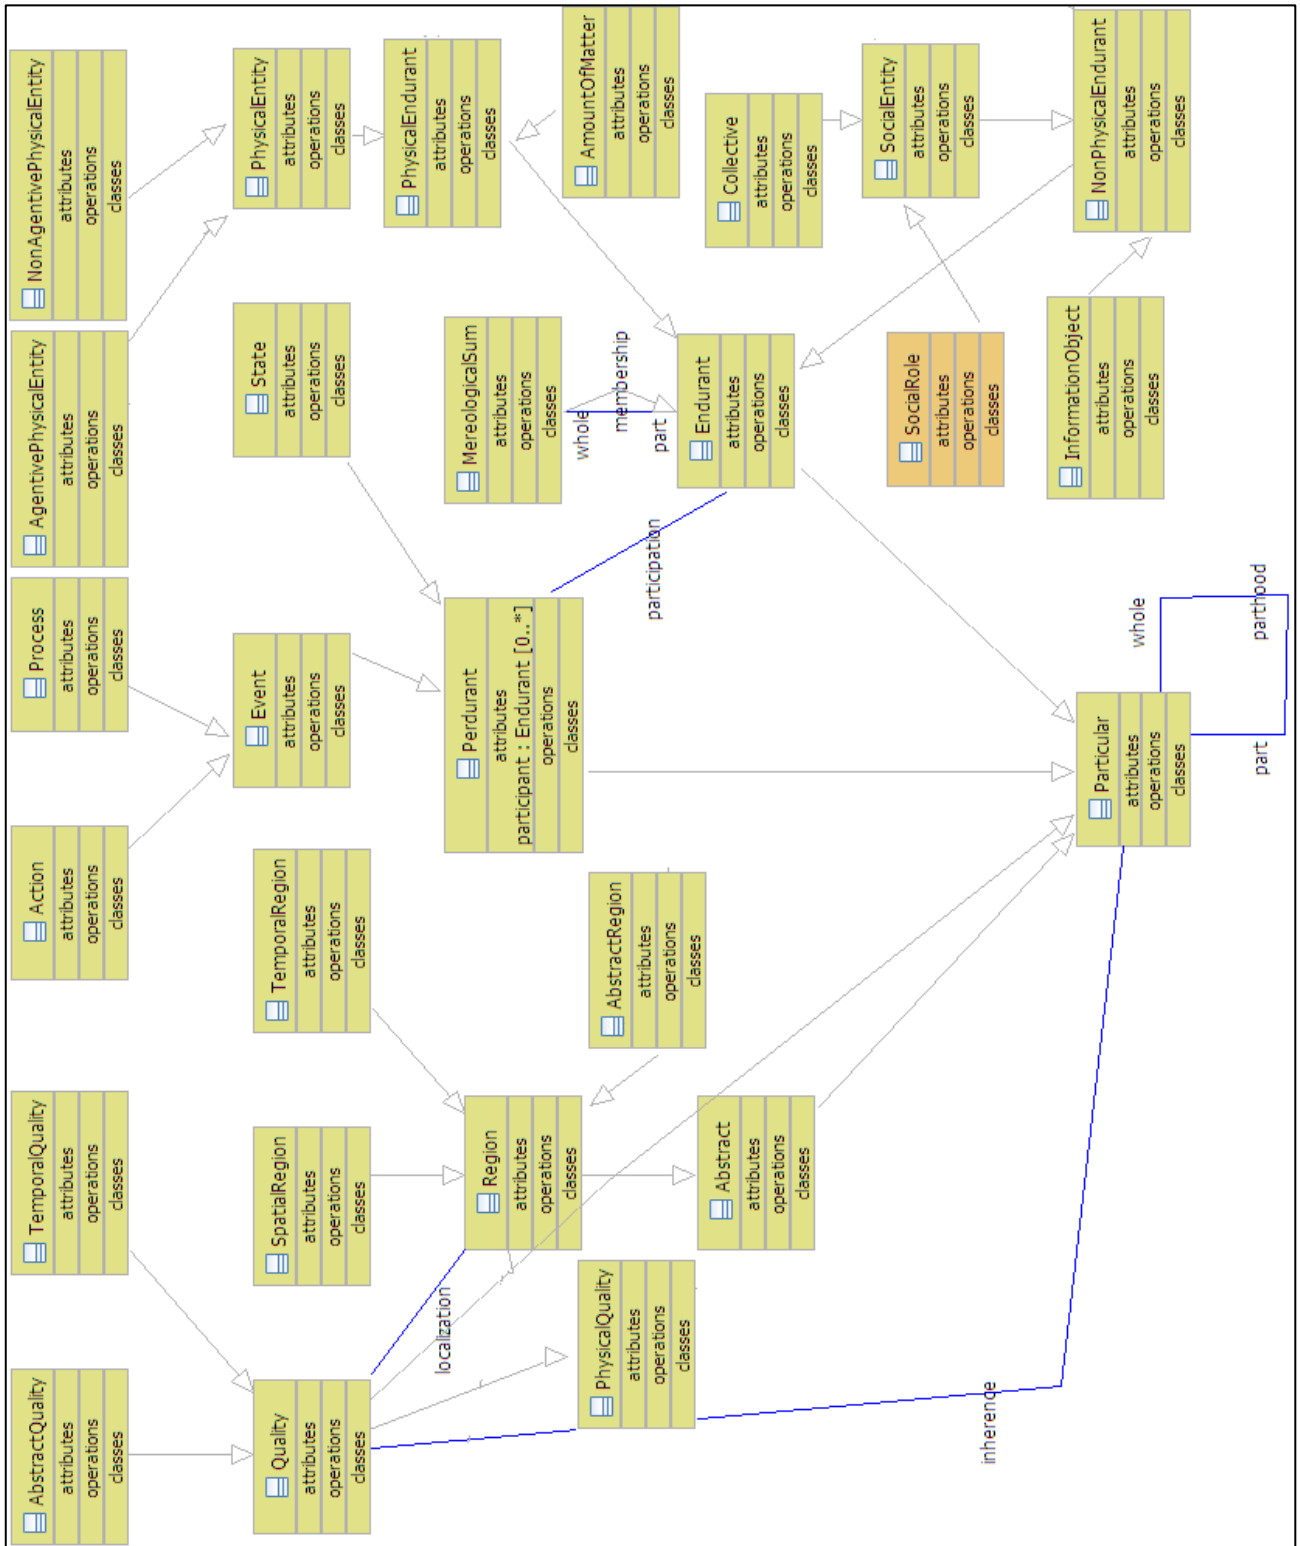 NonAgentivePhysicalEntity
attributes
operations
classes
AgentivePhysicalEntity
attributes
operations
classes
Process
attributes
operations
classes
Action
attributes
operations
classes
TemporalQuality
attributes
operations
classes
AbstractQuality
attributes
operations
classes
PhysicalEntity
attributes
operations
classes
State
attributes
operations
classes
Event
attributes
operations
classes
TemporalRegion
attributes
operations
classes
SpatialRegion
attributes
operations
classes
Quality
attributes
operations
classes
PhysicalEndurant
attributes
operations
classes
MereologicalSum
attributes
operations
classes
Perdurant
attributes
participant : Endurant [0..*]
operations
classes
Region
attributes
operations
classes
localization
AmountOfMatter
attributes
operations
classes
whole
membership
part
participation
AbstractRegion
attributes
operations
classes
PhysicalQuality
attributes
operations
classes
Collective
attributes
operations
classes
Endurant
attributes
operations
classes
Abstract
attributes
operations
classes
SocialEntity
attributes
operations
classes
SocialRole
attributes
operations
classes
inherence
NonPhysicalEndurant
attributes
operations
classes
InformationObject
attributes
operations
classes
Particular
attributes
operations
classes
whole
parthood
part